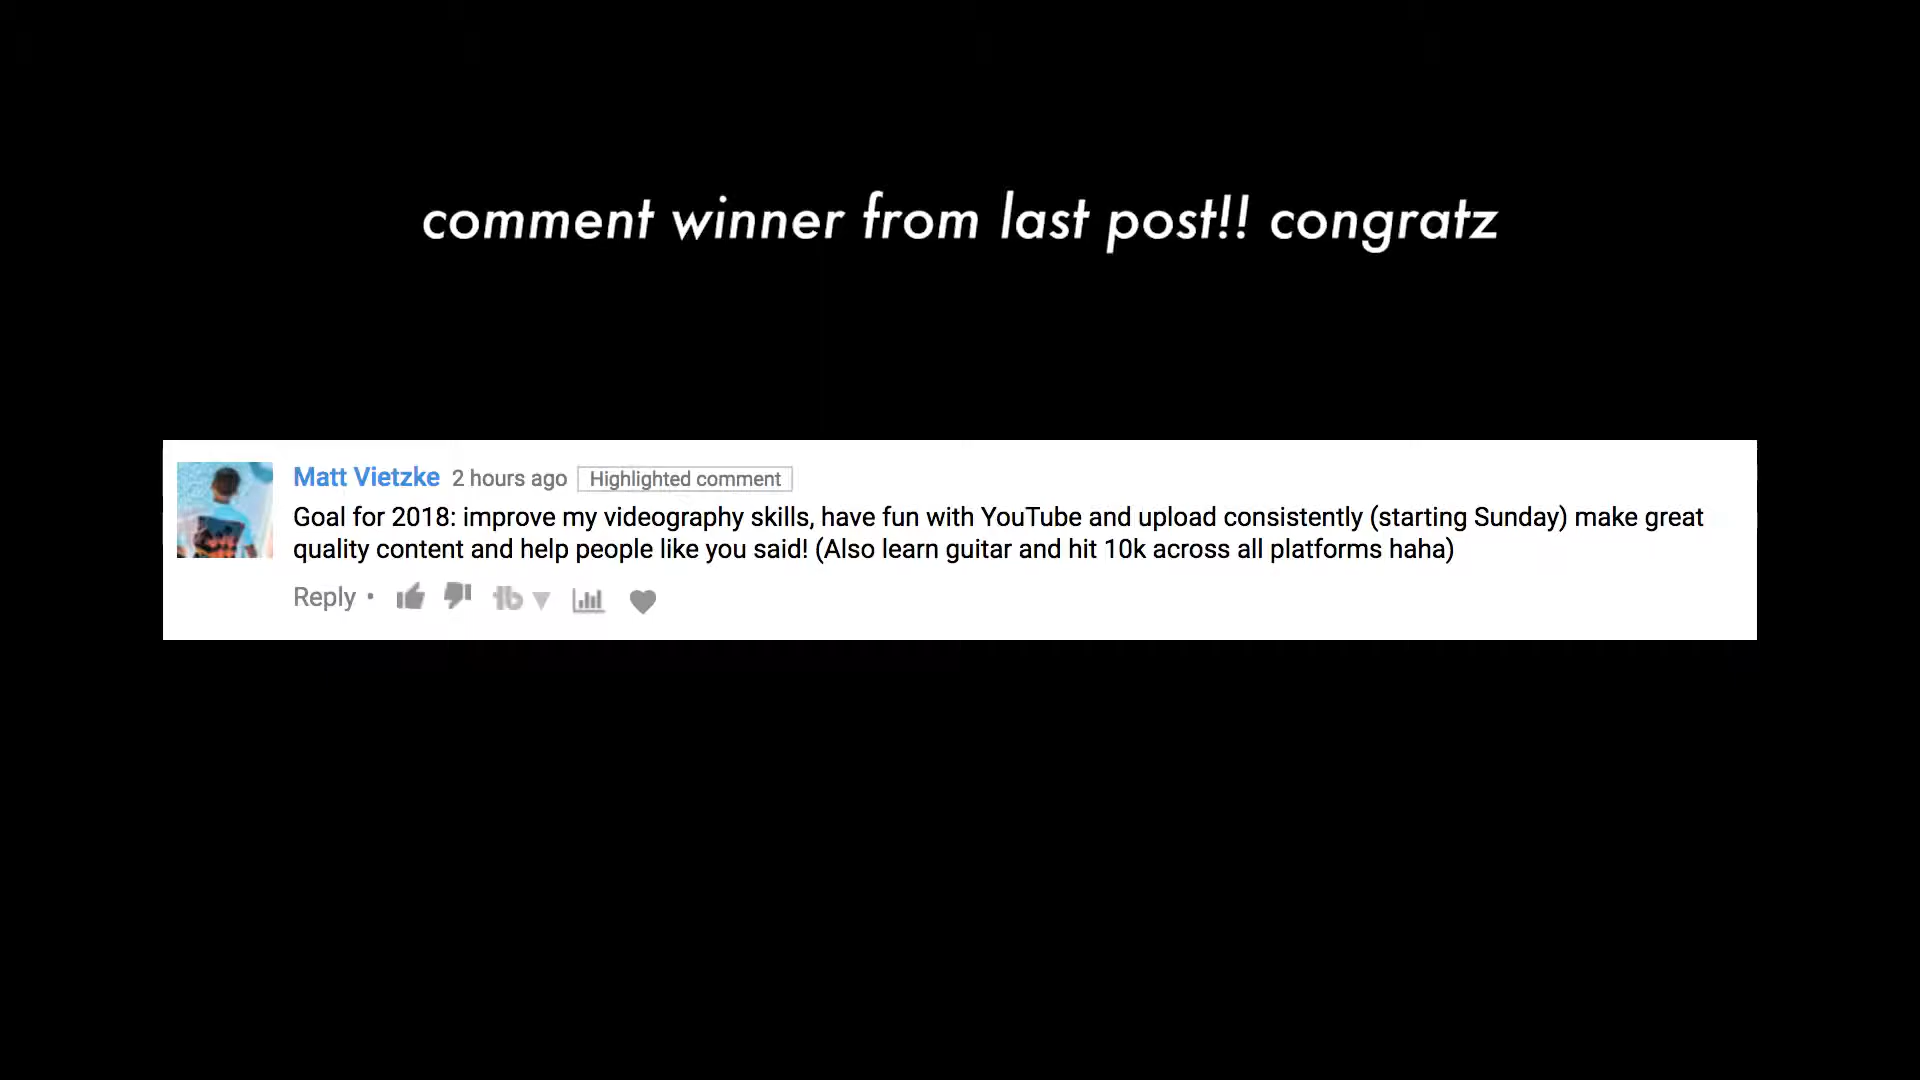 comment winner from last post!! congratz
Matt Vietzke 2 hours ago Highlighted comment
Goal for 2018: improve my videography skills, have fun with YouTube and upload consistently (starting Sunday) make great
quality content and help people like you said! (Also learn guitar and hit 10k across all platforms haha)
Reply •
tb